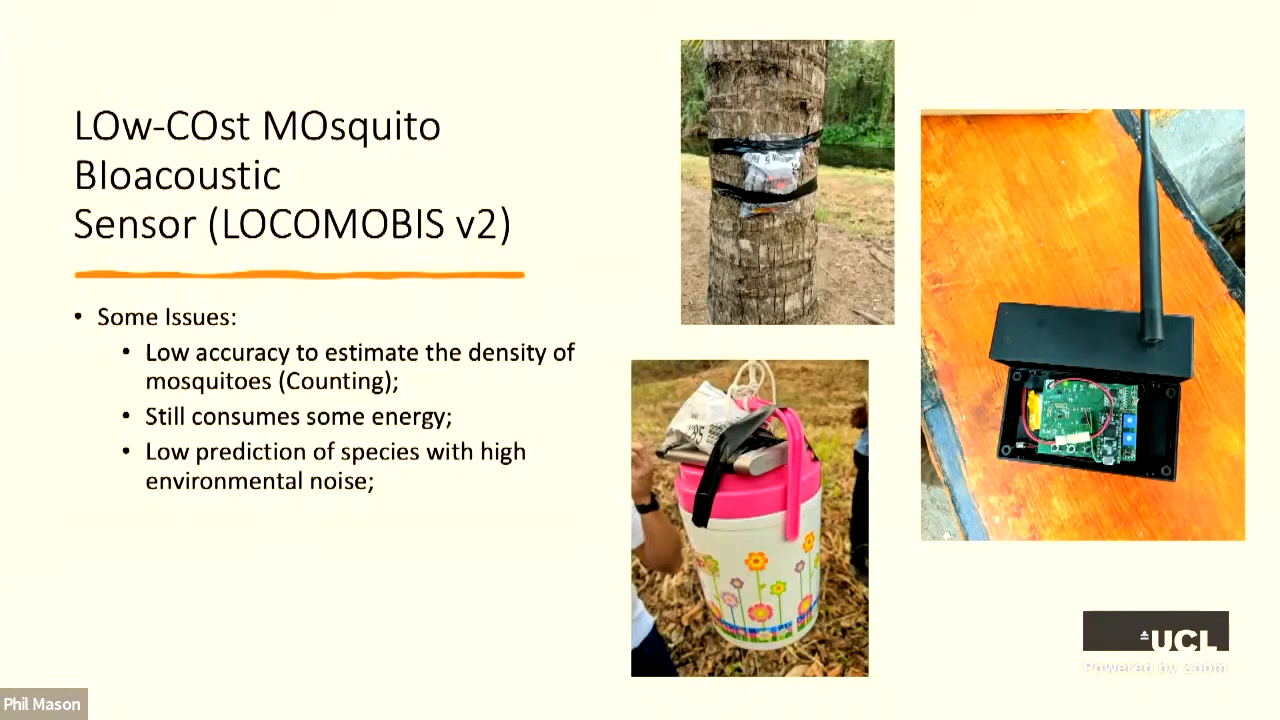 LOw-COst MOsquito
BIoacoustic
Sensor (LOCOMOBIS v2)
• Some Issues:
• Low accuracy to estimate the density of
mosquitoes (Counting);
• Still consumes some energy;
• Low prediction of species with high
environmental noise;
UCL
Powered by Zoom
Phil Mason